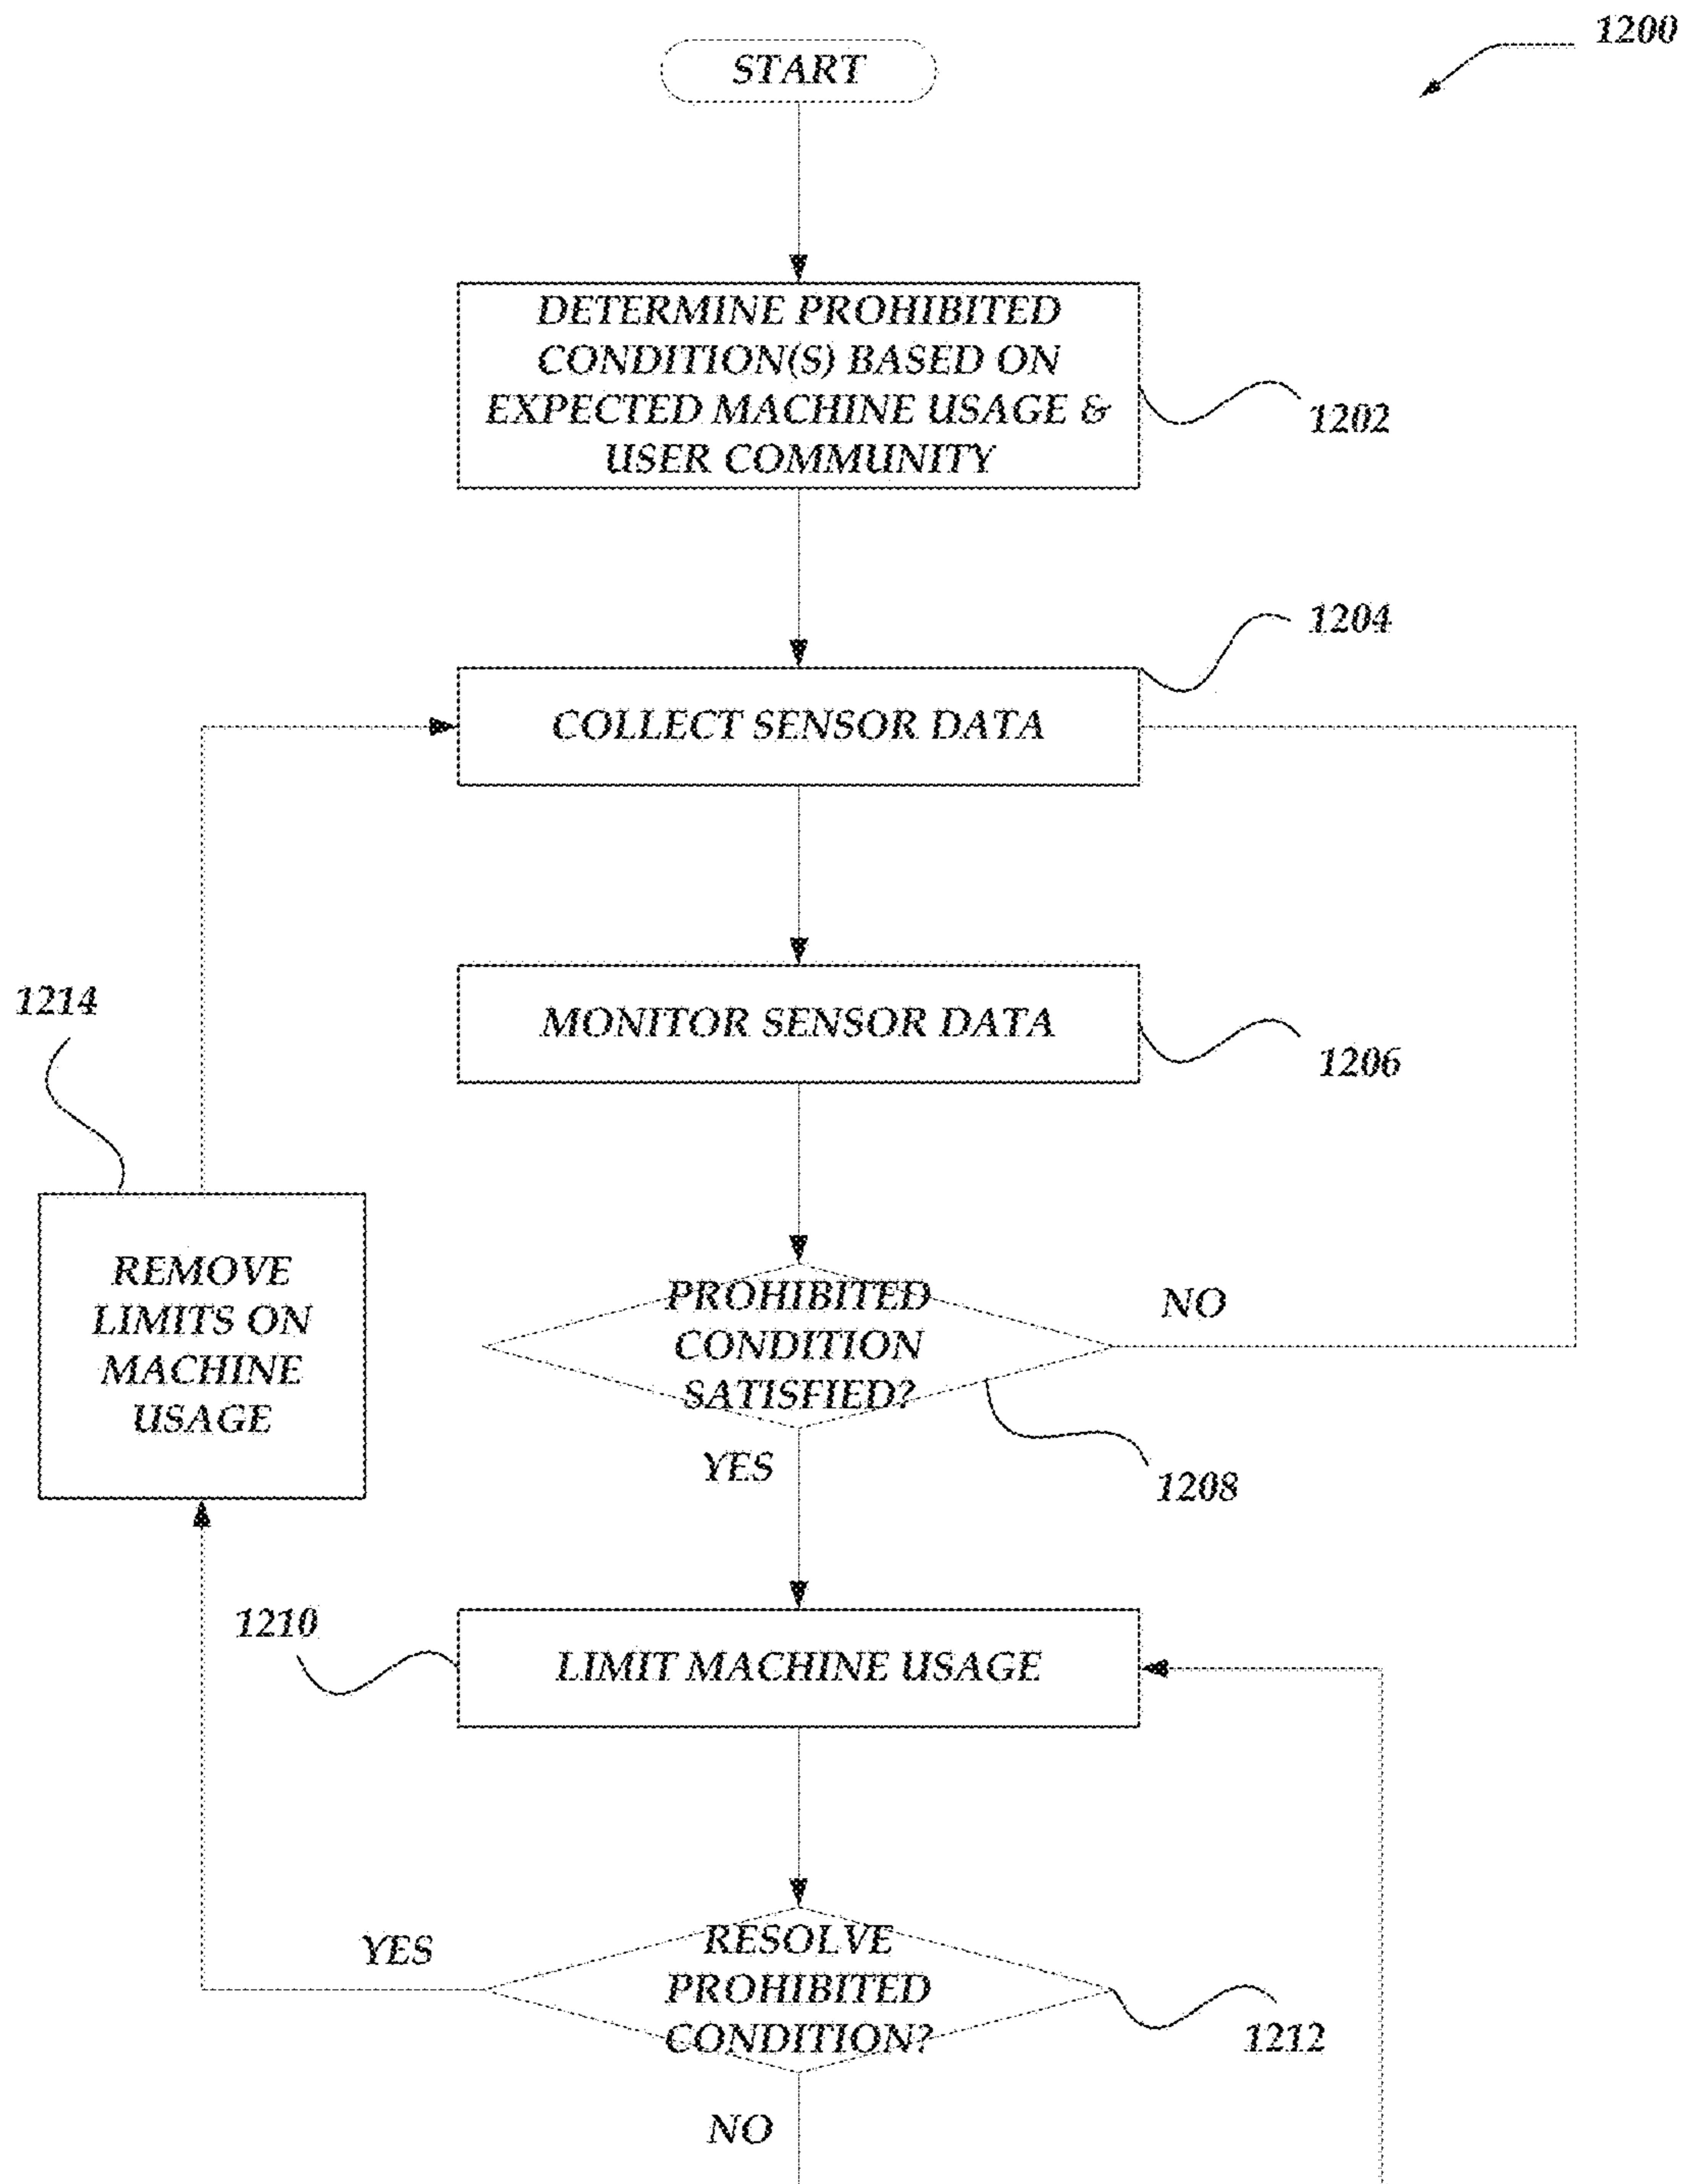 1200
START
DETERMINE PROHIBITED
CONDITION(S) BASED ON
EXPECTED MACHINE USAGE &
USER COMMUNITY
1202
1204
COLLECT SENSOR DATA
1214
MONITOR SENSOR DATA
1206
REMOVE
LIMITS ON
MACHINE
USAGE
PROHIBITED
CONDITION
SATISFIED?
NO
YES
1208
1210
LIMIT MACHINE USAGE
YES
RESOLVE
PROHIBITED
CONDITION?
1212
NO